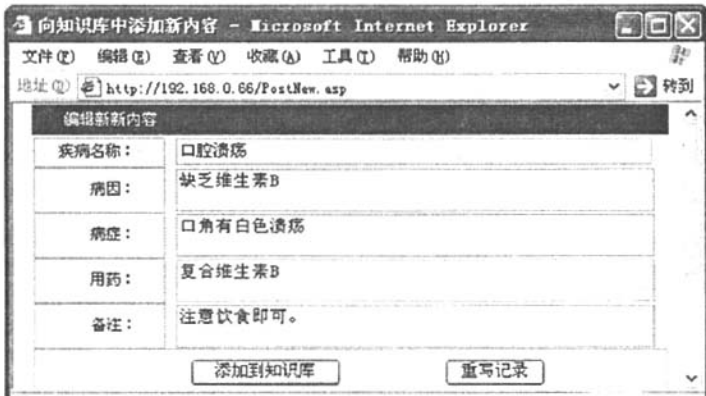 向知识库中添加新内容 - Microsoft Internet Explorer
文件(F) 编辑(E) 查看(V) 收藏(A) 工具(T) 帮助(H)
地址(D) http://192.168.0.66/PostNew.asp 转到
编辑新新内容
疾病名称： 口腔溃疡
病因： 缺乏维生素B
病症： 口角有白色溃疡
用药： 复合维生素B
备注： 注意饮食即可。
添加到知识库 重写记录